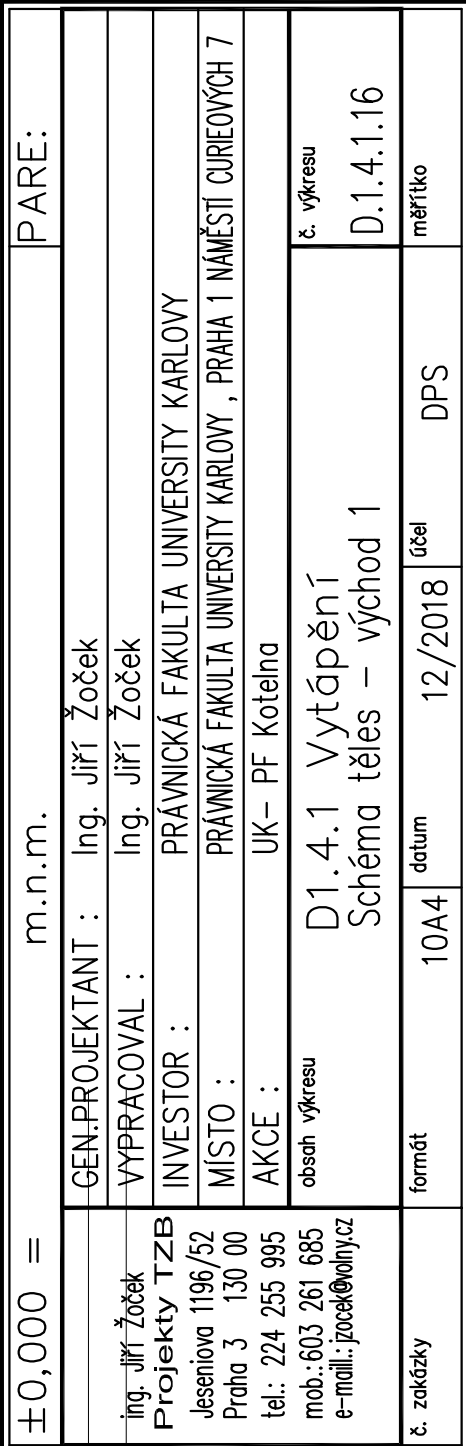 ±0,000 = m.n.m. PARE:
ing. Jiří Žoček
Projekty TZB
Jeseniova 1196/52
Praha 3 130 00
tel.: 224 255 995
mob.:603 261 685
e-maill.: jzocek@volny.cz
GEN.PROJEKTANT : Ing. Jiří Žoček
VYPRACOVAL : Ing. Jiří Žoček
INVESTOR : PRÁVNICKÁ FAKULTA UNIVERSITY KARLOVY
MÍSTO : PRÁVNICKÁ FAKULTA UNIVERSITY KARLOVY , PRAHA 1 NÁMĚSTÍ CURIEOVÝCH 7
AKCE : UK– PF Kotelna
obsah výkresu
D1.4.1 Vytápění
Schéma těles – východ 1
č. výkresu
D.1.4.1.16
č. zakázky formát 10A4 datum 12/2018 účel DPS měřítko